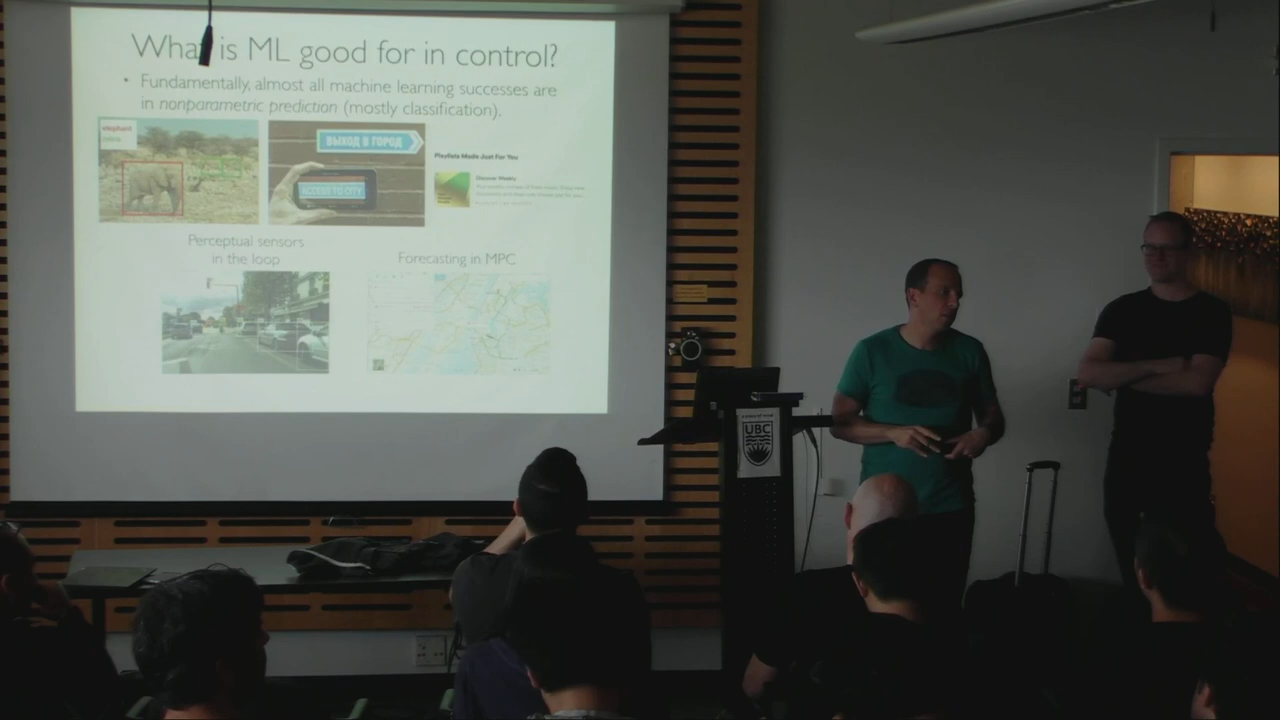 What is ML good for in control?
• Fundamentally, almost all machine learning successes are
in nonparametric prediction (mostly classification).
elephant
ВЫХОД В ГОРОД
ACCESS TO CITY
Playlists Made Just For You
Discover Weekly
Perceptual sensors
in the loop
Forecasting in MPC
UBC